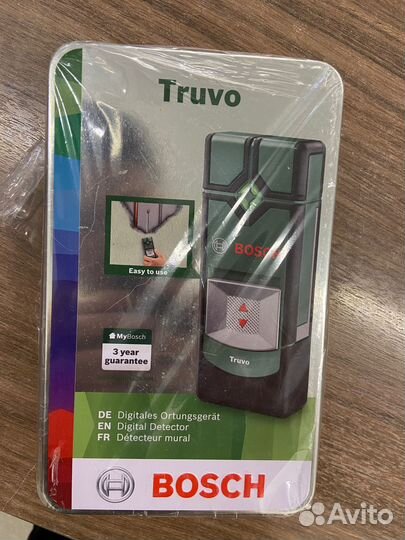 Truvo
BOSCH
Easy to use
MyBosch
3 year
guarantee
Truvo
DE Digitales Ortungsgerät
EN Digital Detector
FR Détecteur mural
BOSCH
Avito